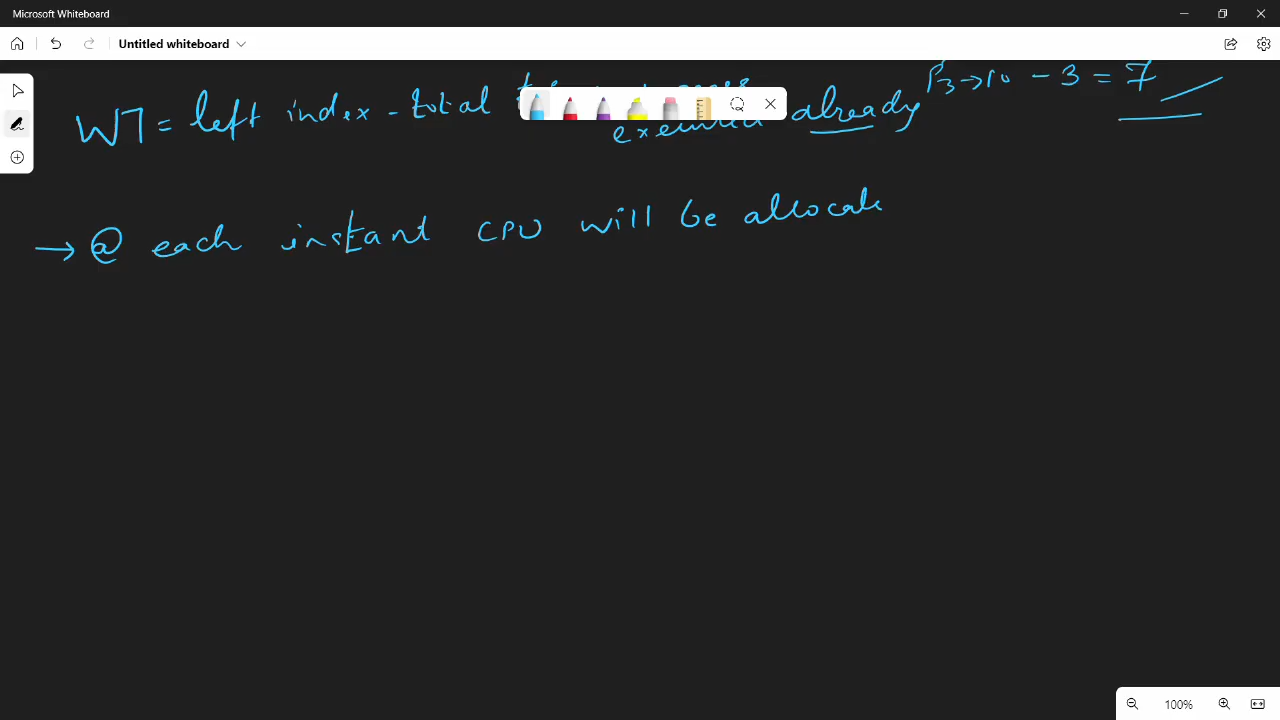 Microsoft Whiteboard
Untitled whiteboard
P3→10 - 3 = 7
WT = left index - total already
→ @ each instant CPU will be allocate
100%